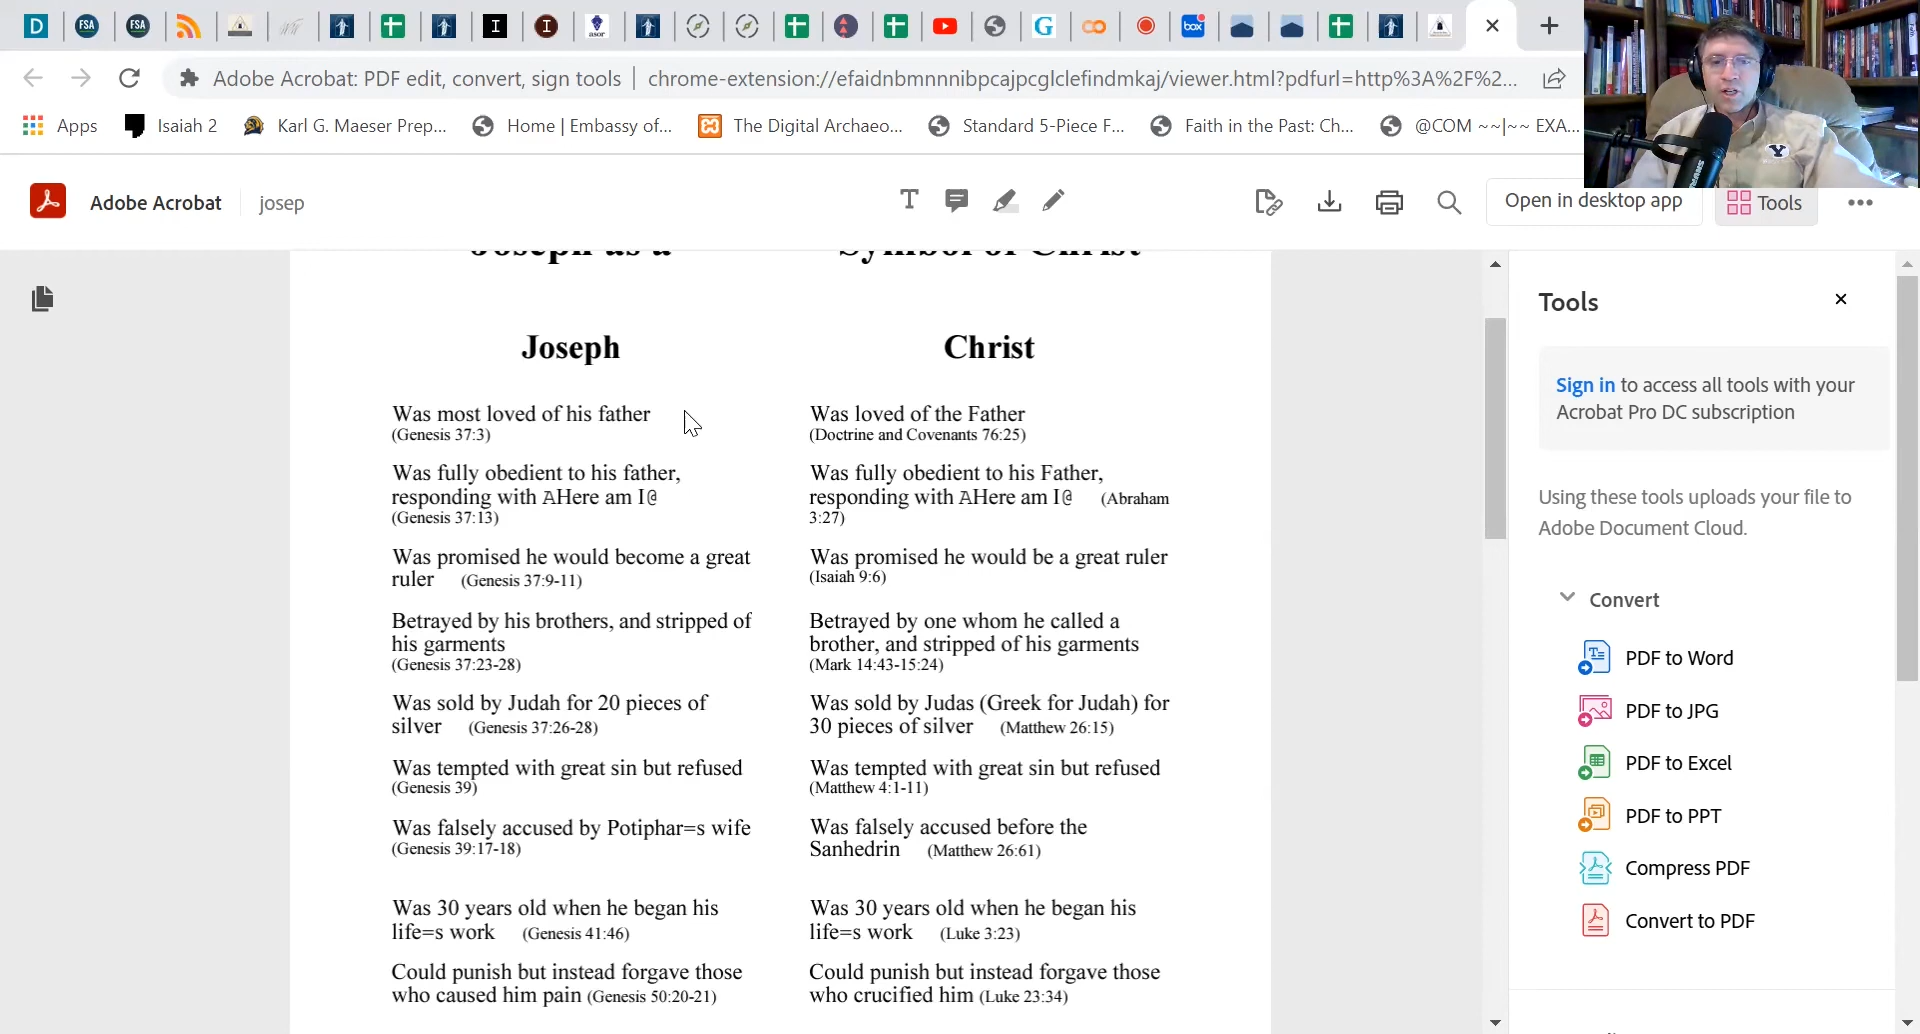 D FSA FSA I I asor G box
Adobe Acrobat: PDF edit, convert, sign tools | chrome-extension://efaidnbmnnnibpcajpcglclefindmkaj/viewer.html?pdfurl=http%3A%2F%2...
Apps Isaiah 2 Karl G. Maeser Prep... Home | Embassy of... The Digital Archaeo... Standard 5-Piece F... Faith in the Past: Ch... @COM ~~|~~ EXA...
Y
Adobe Acrobat josep T Open in desktop app Tools
Joseph as a Symbol of Christ
Joseph Christ
Was most loved of his father
(Genesis 37:3)
Was loved of the Father
(Doctrine and Covenants 76:25)
Was fully obedient to his father,
responding with AHere am I@
(Genesis 37:13)
Was fully obedient to his Father,
responding with AHere am I@ (Abraham
3:27)
Was promised he would become a great
ruler (Genesis 37:9-11)
Was promised he would be a great ruler
(Isaiah 9:6)
Betrayed by his brothers, and stripped of
his garments
(Genesis 37:23-28)
Betrayed by one whom he called a
brother, and stripped of his garments
(Mark 14:43-15:24)
Was sold by Judah for 20 pieces of
silver (Genesis 37:26-28)
Was sold by Judas (Greek for Judah) for
30 pieces of silver (Matthew 26:15)
Was tempted with great sin but refused
(Genesis 39)
Was tempted with great sin but refused
(Matthew 4:1-11)
Was falsely accused by Potiphar=s wife
(Genesis 39:17-18)
Was falsely accused before the
Sanhedrin (Matthew 26:61)
Was 30 years old when he began his
life=s work (Genesis 41:46)
Was 30 years old when he began his
life=s work (Luke 3:23)
Could punish but instead forgave those
who caused him pain (Genesis 50:20-21)
Could punish but instead forgave those
who crucified him (Luke 23:34)
Tools
Sign in to access all tools with your
Acrobat Pro DC subscription
Using these tools uploads your file to
Adobe Document Cloud.
Convert
PDF to Word
PDF to JPG
PDF to Excel
PDF to PPT
Compress PDF
Convert to PDF